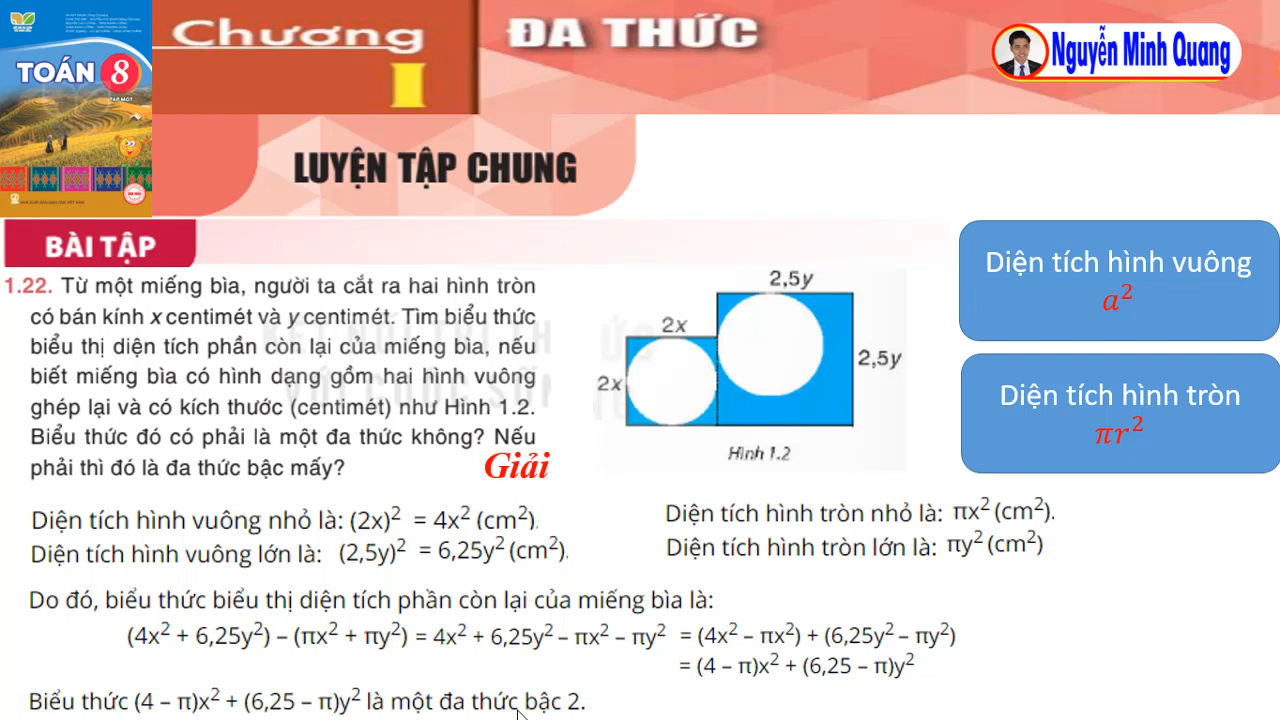 Chương
I
ĐA THỨC
Nguyễn Minh Quang
TOÁN 8
TẬP MỘT
LUYỆN TẬP CHUNG
BÀI TẬP
1.22. Từ một miếng bìa, người ta cắt ra hai hình tròn
có bán kính x centimét và y centimét. Tìm biểu thức
biểu thị diện tích phần còn lại của miếng bìa, nếu
biết miếng bìa có hình dạng gồm hai hình vuông
ghép lại và có kích thước (centimét) như Hình 1.2.
Biểu thức đó có phải là một đa thức không? Nếu
phải thì đó là đa thức bậc mấy?
2,5y
2x
2x
2,5y
Hình 1.2
Diện tích hình vuông
a²
Diện tích hình tròn
πr²
Giải
Diện tích hình vuông nhỏ là: (2x)² = 4x² (cm²).
Diện tích hình vuông lớn là: (2,5y)² = 6,25y² (cm²).
Diện tích hình tròn nhỏ là: πx² (cm²).
Diện tích hình tròn lớn là: πy² (cm²)
Do đó, biểu thức biểu thị diện tích phần còn lại của miếng bìa là:
(4x² + 6,25y²) – (πx² + πy²) = 4x² + 6,25y² – πx² – πy² = (4x² – πx²) + (6,25y² – πy²)
= (4 – π)x² + (6,25 – π)y²
Biểu thức (4 – π)x² + (6,25 – π)y² là một đa thức bậc 2.